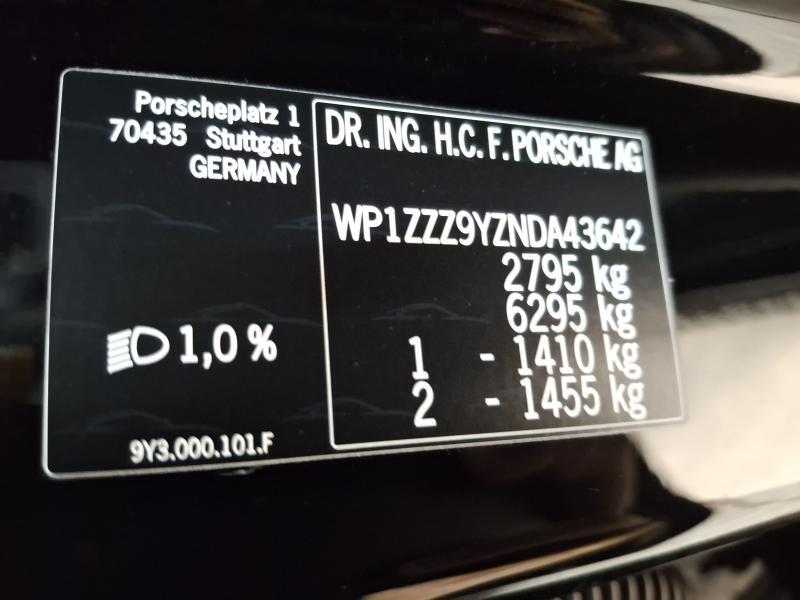 Porscheplatz 1
70435 Stuttgart
GERMANY
1,0 %
9Y3.000.101.F
DR. ING. H.C. F. PORSCHE AG
WP1ZZZ9YZNDA43642
2795 kg
6295 kg
1 - 1410 kg
2 - 1455 kg